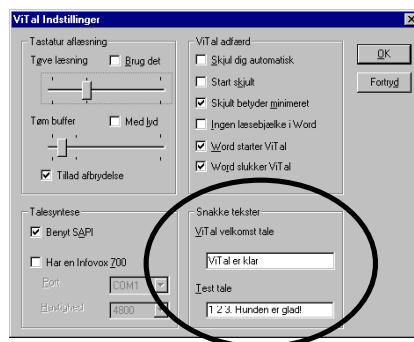 ViTal Indstillinger
Tastatur aflæsning
Tøve læsning
Brug det
Tøm buffer
Med lyd
Tillad afbrydelse
ViTal adfærd
Skjul dig automatisk
Start skjult
Skjult betyder minimeret
Ingen læsebjælke i Word
Word starter ViTal
Word slukker ViTal
OK
Fortryd
Talesyntese
Benyt SAPI
Har en Infovox 700
Port
COM1
Hastighed
4800
Snakke tekster
ViTal velkomst tale
ViTal er klar
Test tale
1 2 3. Hunden er glad!